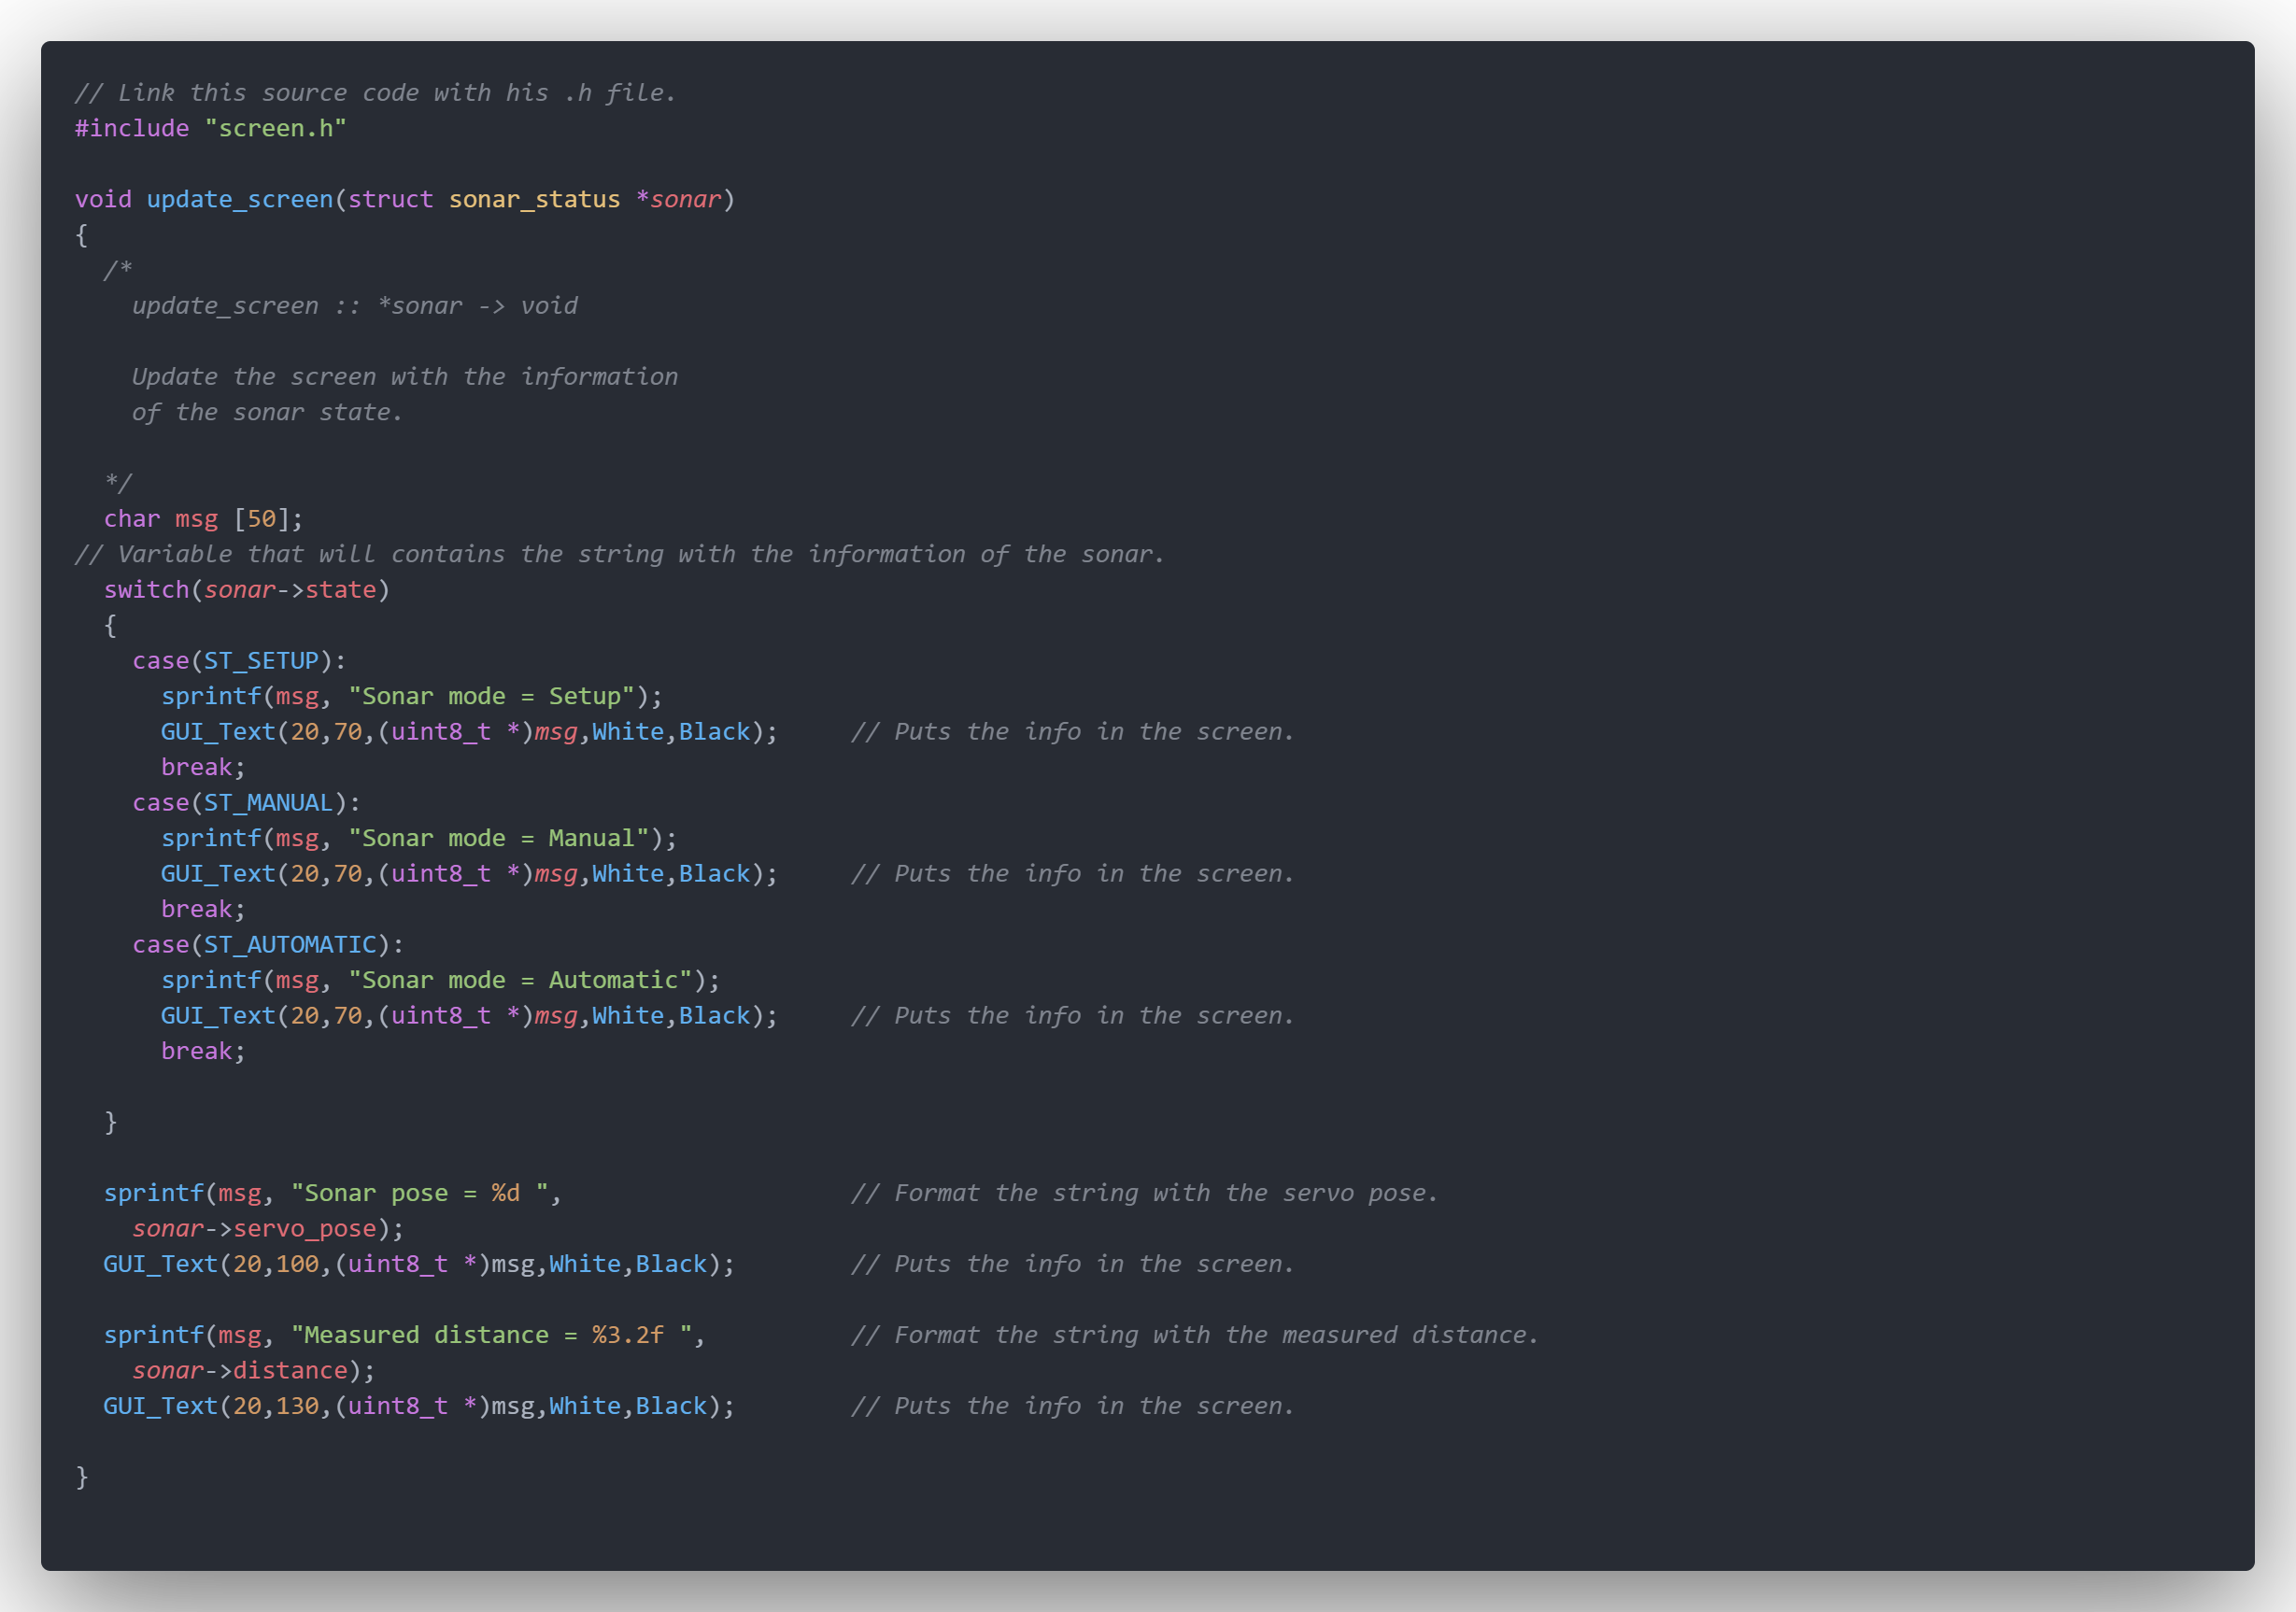 // Link this source code with his .h file.
#include "screen.h"

void update_screen(struct sonar_status *sonar)
{
  /*
    update_screen :: *sonar -> void

    Update the screen with the information
    of the sonar state.

  */
  char msg [50];
// Variable that will contains the string with the information of the sonar.
  switch(sonar->state)
  {
    case(ST_SETUP):
      sprintf(msg, "Sonar mode = Setup");
      GUI_Text(20,70,(uint8_t *)msg,White,Black);     // Puts the info in the screen.
      break;
    case(ST_MANUAL):
      sprintf(msg, "Sonar mode = Manual");
      GUI_Text(20,70,(uint8_t *)msg,White,Black);     // Puts the info in the screen.
      break;
    case(ST_AUTOMATIC):
      sprintf(msg, "Sonar mode = Automatic");
      GUI_Text(20,70,(uint8_t *)msg,White,Black);     // Puts the info in the screen.
      break;

  }

  sprintf(msg, "Sonar pose = %d ",                    // Format the string with the servo pose.
    sonar->servo_pose);
  GUI_Text(20,100,(uint8_t *)msg,White,Black);        // Puts the info in the screen.

  sprintf(msg, "Measured distance = %3.2f ",          // Format the string with the measured distance.
    sonar->distance);
  GUI_Text(20,130,(uint8_t *)msg,White,Black);        // Puts the info in the screen.

}